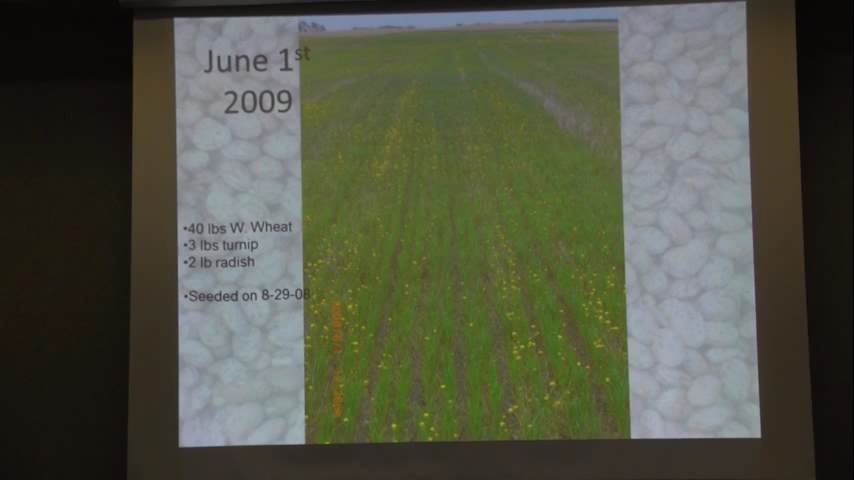 June 1st
2009
•40 lbs W. Wheat
•3 lbs turnip
•2 lb radish
•Seeded on 8-29-08